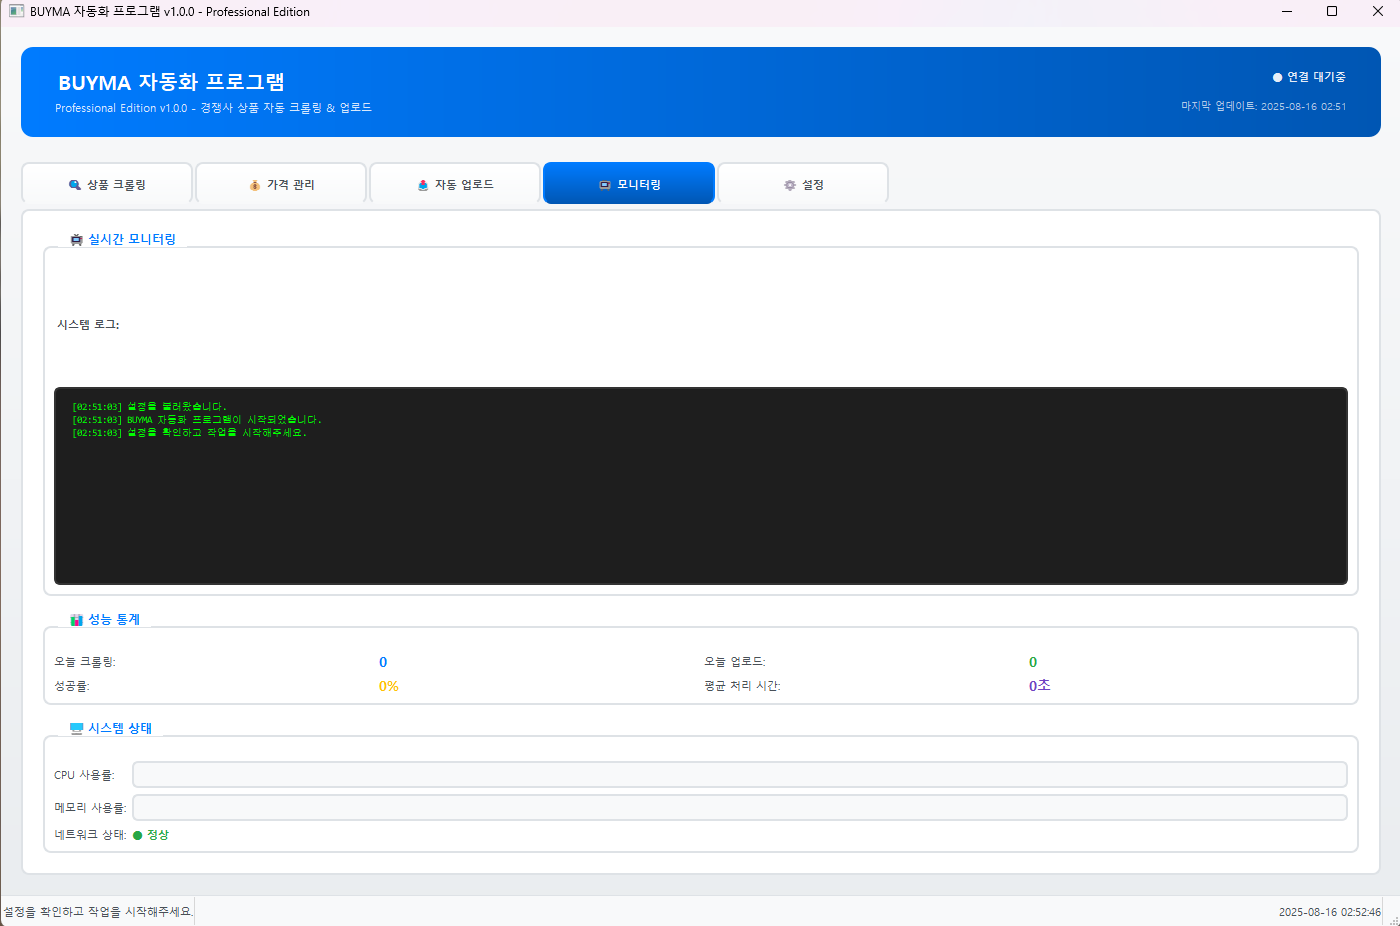 BUYMA 자동화 프로그램 v1.0.0 - Professional Edition
BUYMA 자동화 프로그램
Professional Edition v1.0.0 - 경쟁사 상품 자동 크롤링 & 업로드
연결 대기중
마지막 업데이트: 2025-08-16 02:51
상품 크롤링
가격 관리
자동 업로드
모니터링
설정
실시간 모니터링
시스템 로그:
[02:51:03] 설정을 불러왔습니다.
[02:51:03] BUYMA 자동화 프로그램이 시작되었습니다.
[02:51:03] 설정을 확인하고 작업을 시작해주세요.
성능 통계
오늘 크롤링: 0 오늘 업로드: 0
성공률: 0% 평균 처리 시간: 0초
시스템 상태
CPU 사용률:
메모리 사용률:
네트워크 상태: 정상
설정을 확인하고 작업을 시작해주세요. 2025-08-16 02:52:46